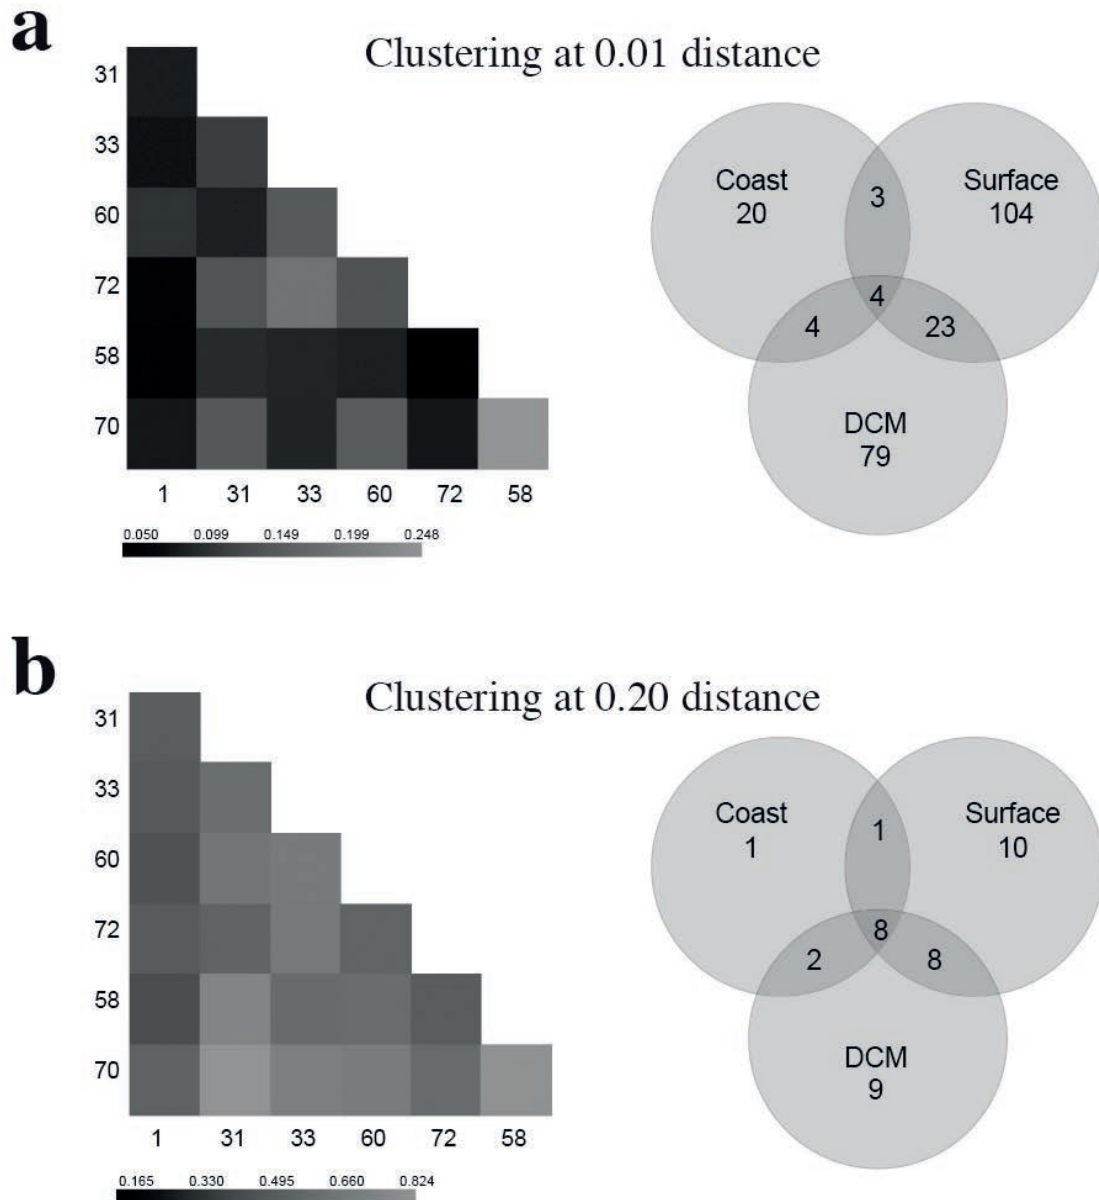 a
Clustering at 0.01 distance
31
33
60
72
58
70
1 31 33 60 72 58
0.050 0.099 0.149 0.199 0.248
Coast
20
3
Surface
104
4
4
23
DCM
79
b
Clustering at 0.20 distance
31
33
60
72
58
70
1 31 33 60 72 58
0.165 0.330 0.495 0.660 0.824
Coast
1
1
Surface
10
8
2
8
DCM
9